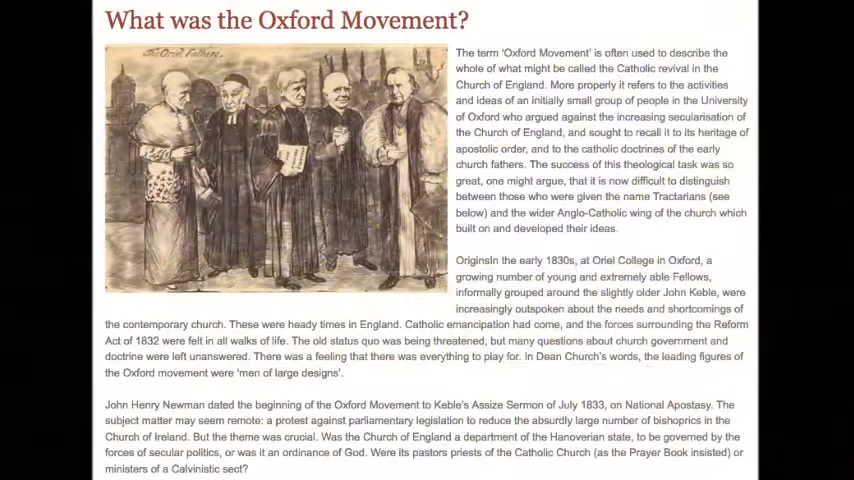 What was the Oxford Movement?
The Oriel Fathers.
The term ‘Oxford Movement’ is often used to describe the
whole of what might be called the Catholic revival in the
Church of England. More properly it refers to the activities
and ideas of an initially small group of people in the University
of Oxford who argued against the increasing secularisation of
the Church of England, and sought to recall it to its heritage of
apostolic order, and to the catholic doctrines of the early
church fathers. The success of this theological task was so
great, one might argue, that it is now difficult to distinguish
between those who were given the name Tractarians (see
below) and the wider Anglo-Catholic wing of the church which
built on and developed their ideas.
OriginsIn the early 1830s, at Oriel College in Oxford, a
growing number of young and extremely able Fellows,
informally grouped around the slightly older John Keble, were
increasingly outspoken about the needs and shortcomings of
the contemporary church. These were heady times in England. Catholic emancipation had come, and the forces surrounding the Reform
Act of 1832 were felt in all walks of life. The old status quo was being threatened, but many questions about church government and
doctrine were left unanswered. There was a feeling that there was everything to play for. In Dean Church’s words, the leading figures of
the Oxford movement were ‘men of large designs’.
John Henry Newman dated the beginning of the Oxford Movement to Keble’s Assize Sermon of July 1833, on National Apostasy. The
subject matter may seem remote: a protest against parliamentary legislation to reduce the absurdly large number of bishoprics in the
Church of Ireland. But the theme was crucial. Was the Church of England a department of the Hanoverian state, to be governed by the
forces of secular politics, or was it an ordinance of God. Were its pastors priests of the Catholic Church (as the Prayer Book insisted) or
ministers of a Calvinistic sect?